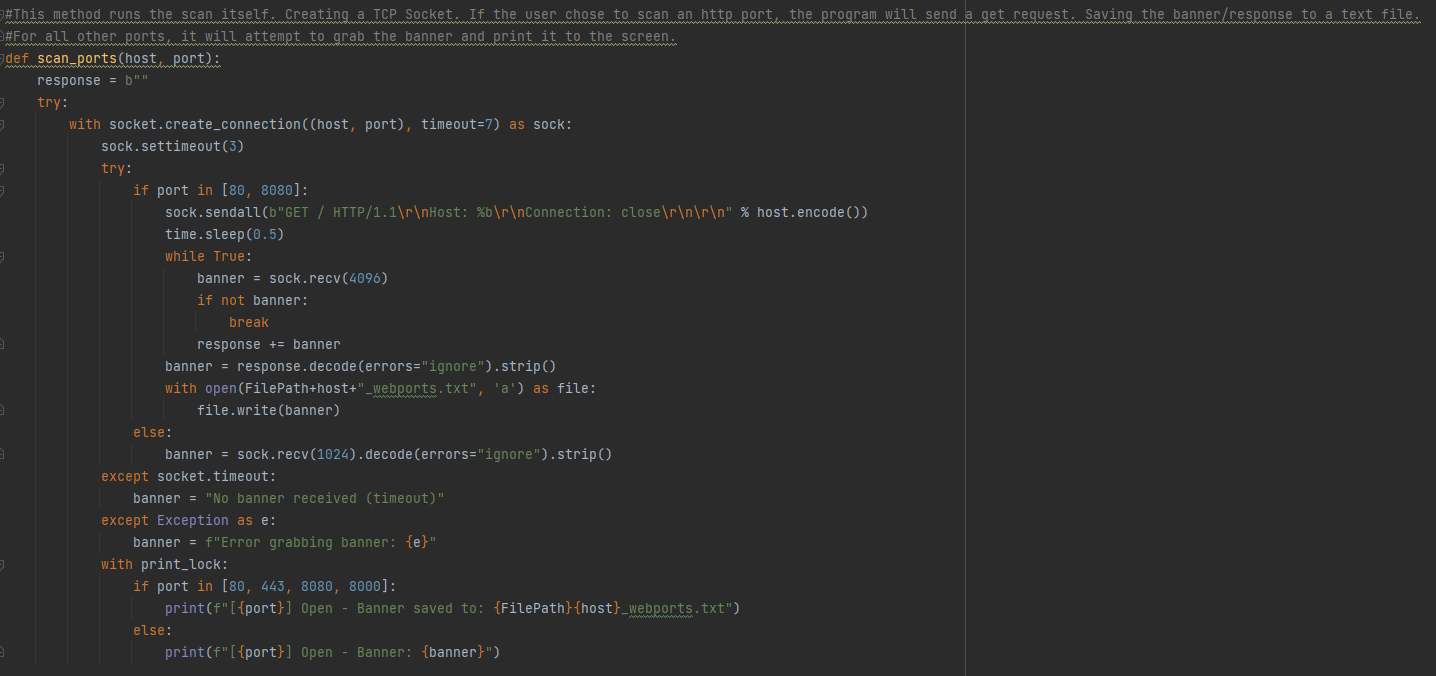 #This method runs the scan itself. Creating a TCP Socket. If the user chose to scan an http port, the program will send a get request. Saving the banner/response to a text file.
#For all other ports, it will attempt to grab the banner and print it to the screen.
def scan_ports(host, port):
    response = b""
    try:
        with socket.create_connection((host, port), timeout=7) as sock:
            sock.settimeout(3)
            try:
                if port in [80, 8080]:
                    sock.sendall(b"GET / HTTP/1.1\r\nHost: %b\r\nConnection: close\r\n\r\n" % host.encode())
                    time.sleep(0.5)
                    while True:
                        banner = sock.recv(4096)
                        if not banner:
                            break
                        response += banner
                    banner = response.decode(errors="ignore").strip()
                    with open(FilePath+host+"_webports.txt", 'a') as file:
                        file.write(banner)
                else:
                    banner = sock.recv(1024).decode(errors="ignore").strip()
            except socket.timeout:
                banner = "No banner received (timeout)"
            except Exception as e:
                banner = f"Error grabbing banner: {e}"
            with print_lock:
                if port in [80, 443, 8080, 8000]:
                    print(f"[{port}] Open - Banner saved to: {FilePath}{host}_webports.txt")
                else:
                    print(f"[{port}] Open - Banner: {banner}")